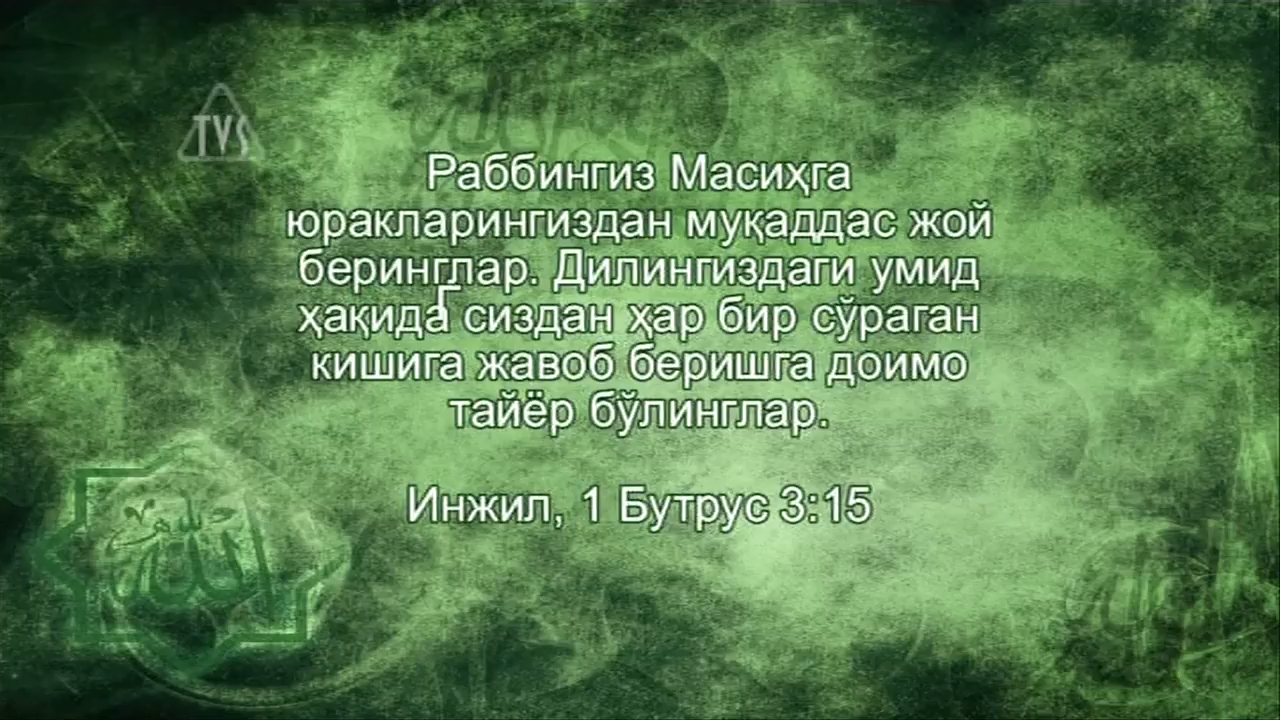 TVS
Раббингиз Масиҳга
юракларингиздан муқаддас жой
беринглар. Дилингиздаги умид
ҳақида сиздан ҳар бир сўраган
кишига жавоб беришга доимо
тайёр бўлинглар.
Инжил, 1 Бутрус 3:15
الله